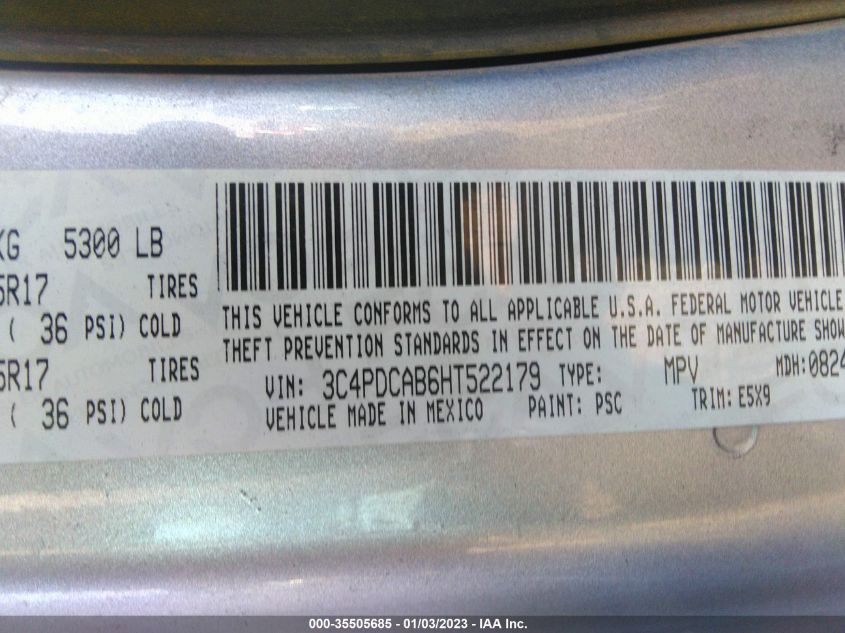 KG 5300 LB
5R17 TIRES
( 36 PSI) COLD
5R17 TIRES
( 36 PSI) COLD
THIS VEHICLE CONFORMS TO ALL APPLICABLE U.S.A. FEDERAL MOTOR VEHICLE
THEFT PREVENTION STANDARDS IN EFFECT ON THE DATE OF MANUFACTURE SHOW
VIN: 3C4PDCAB6HT522179 TYPE: MPV MDH:0824
VEHICLE MADE IN MEXICO PAINT: PSC TRIM: E5X9
000-35505685 - 01/03/2023 - IAA Inc.